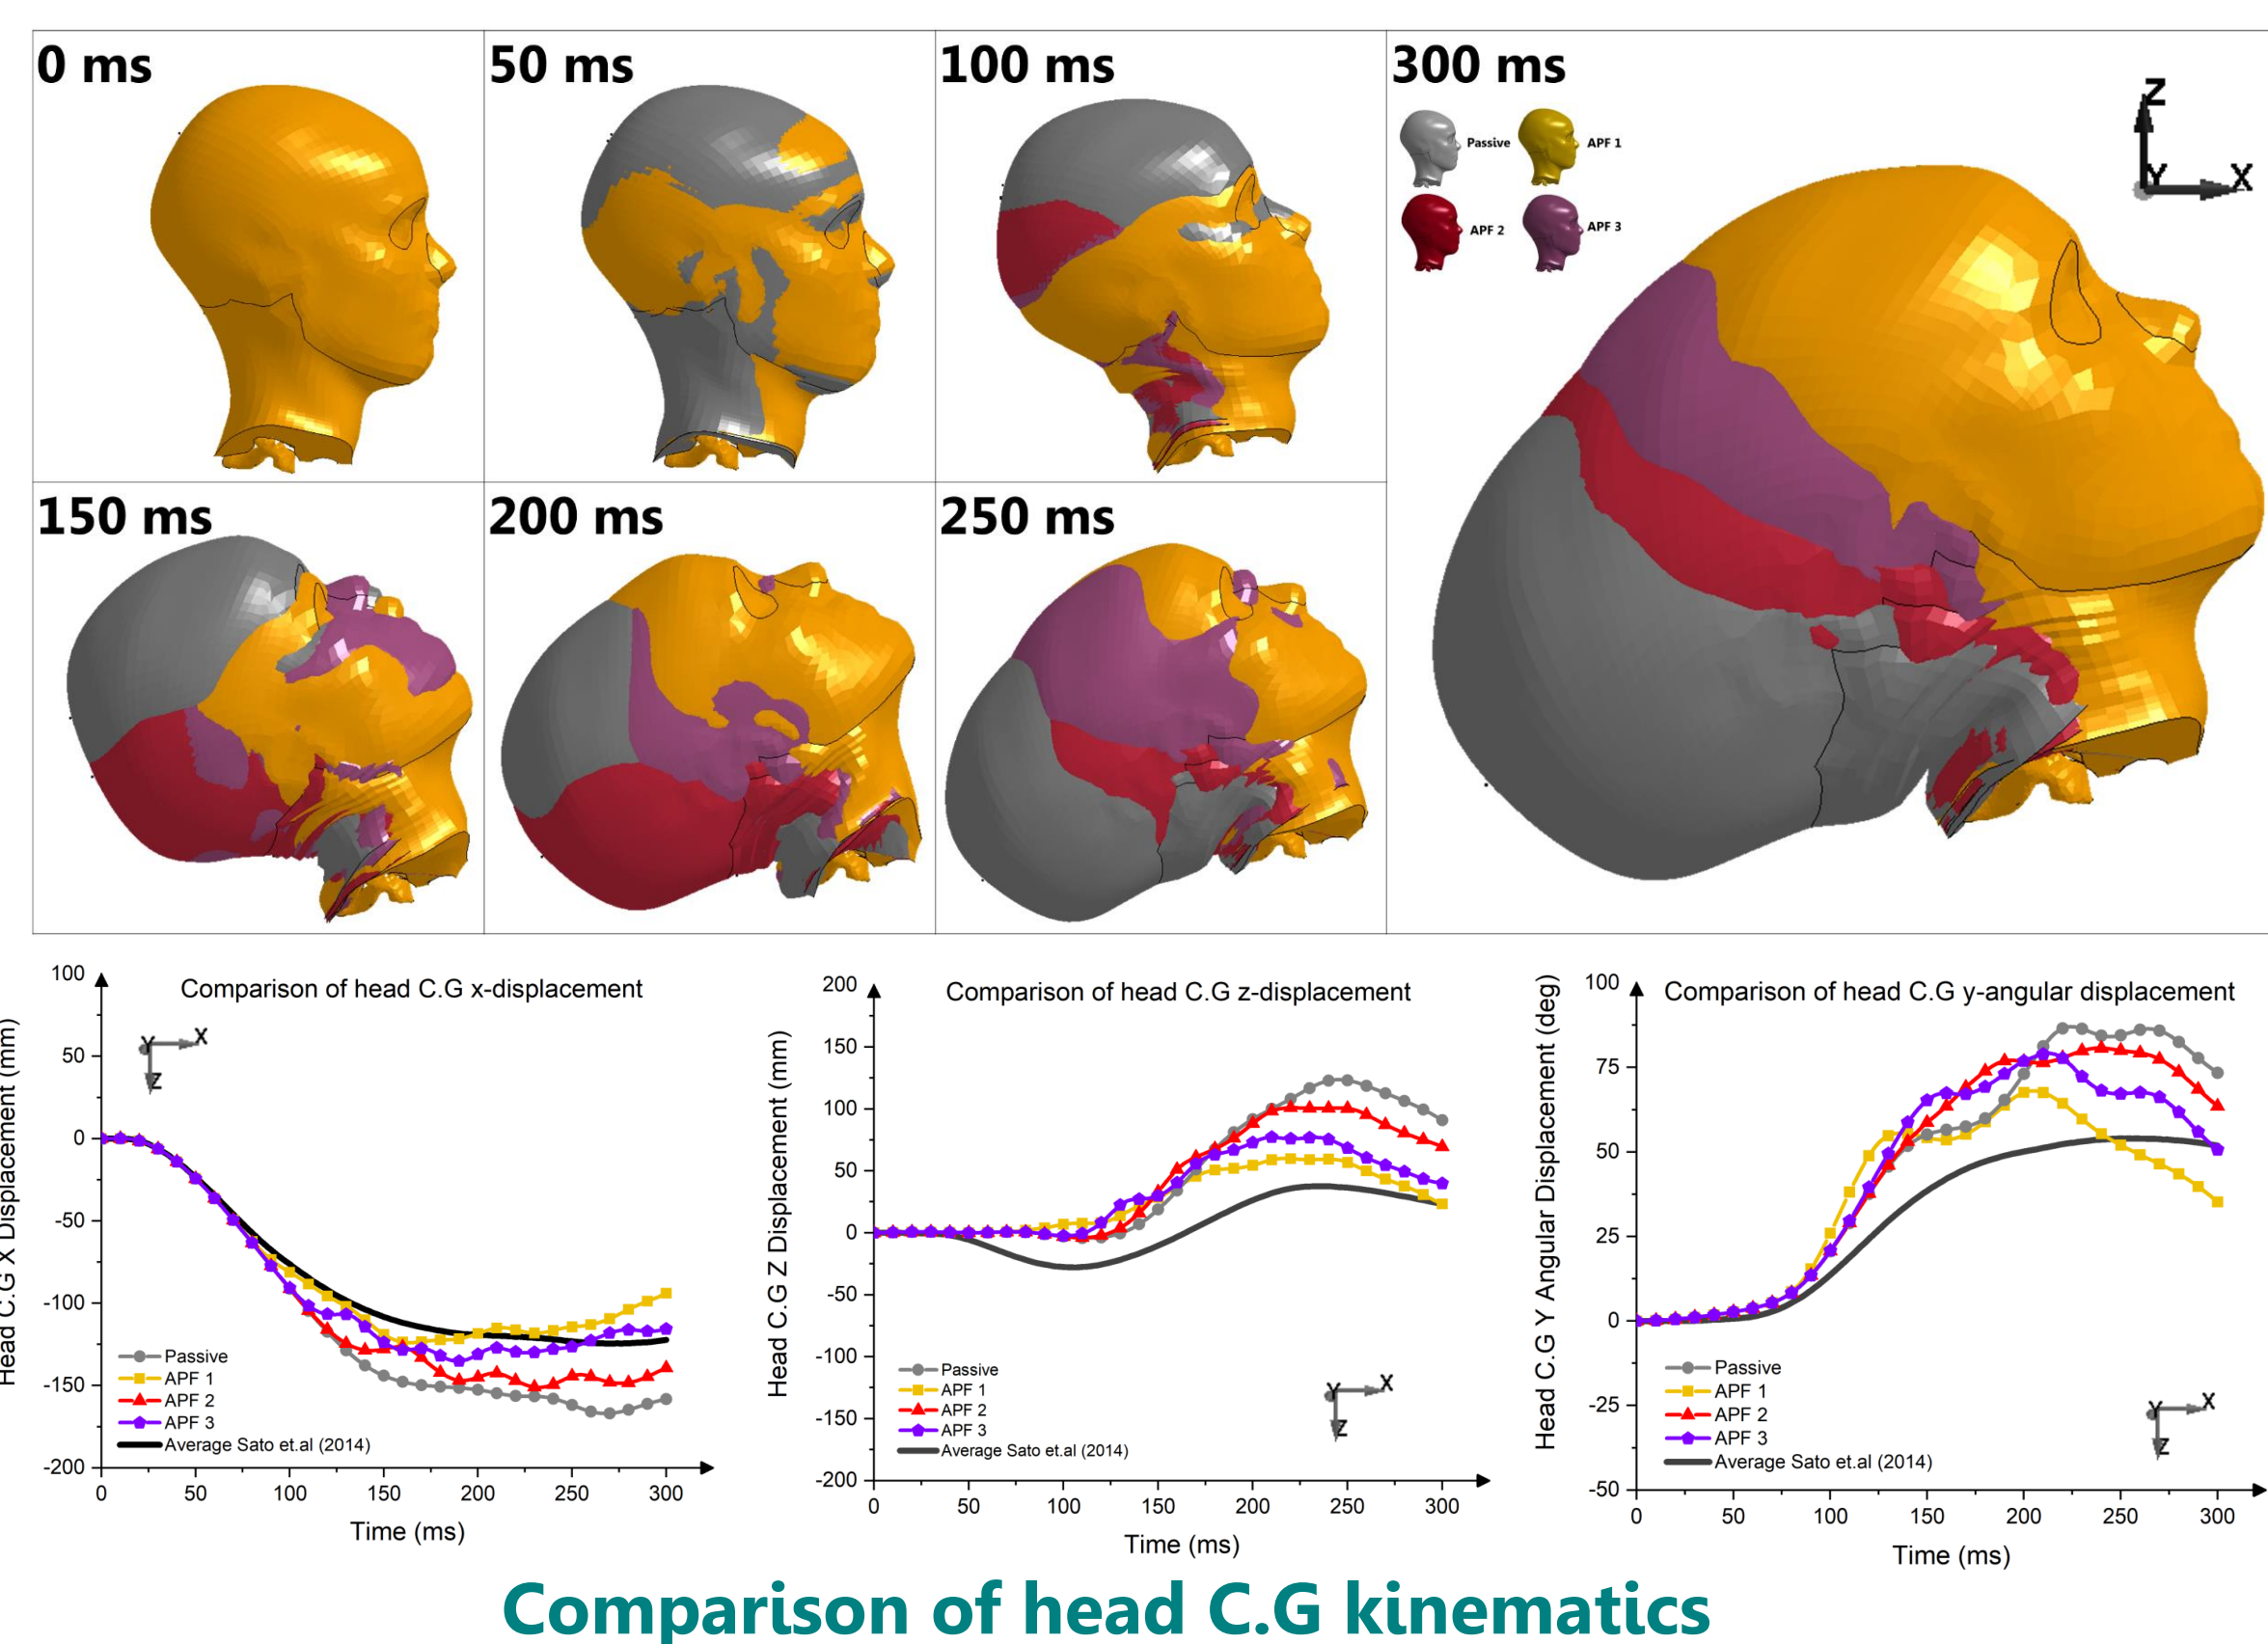 0 ms
50 ms
100 ms
300 ms
Passive
APF 1
APF 2
APF 3
Z
Y
X
150 ms
200 ms
250 ms
Comparison of head C.G x-displacement
Head C.G X Displacement (mm)
100
50
0
-50
-100
-150
-200
Y
X
Z
Passive
APF 1
APF 2
APF 3
Average Sato et.al (2014)
0 50 100 150 200 250 300
Time (ms)
Comparison of head C.G z-displacement
Head C.G Z Displacement (mm)
200
150
100
50
0
-50
-100
-150
-200
Passive
APF 1
APF 2
APF 3
Average Sato et.al (2014)
Y
X
Z
0 50 100 150 200 250 300
Time (ms)
Comparison of head C.G y-angular displacement
Head C.G Y Angular Displacement (deg)
100
75
50
25
0
-25
-50
Passive
APF 1
APF 2
APF 3
Average Sato et.al (2014)
Y
X
Z
0 50 100 150 200 250 300
Time (ms)
Comparison of head C.G kinematics